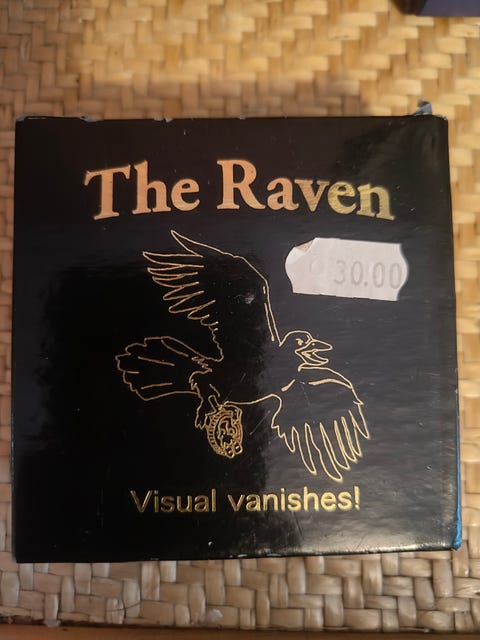 The Raven
30.00
Visual vanishes!